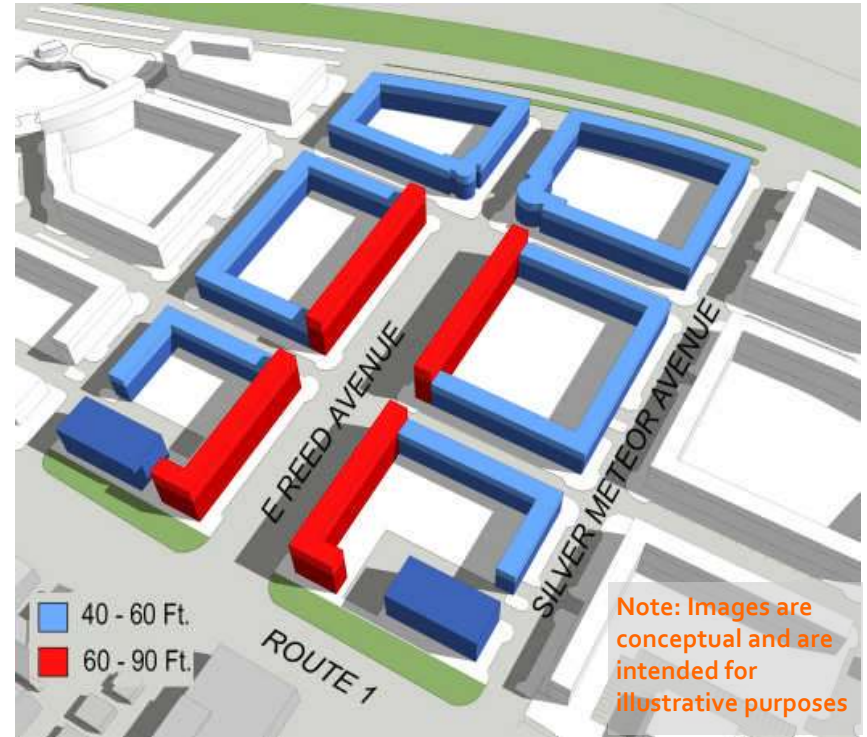 E REED AVENUE
SILVER METEOR AVENUE
ROUTE 1
40 - 60 Ft.
60 - 90 Ft.
Note: Images are
conceptual and are
intended for
illustrative purposes